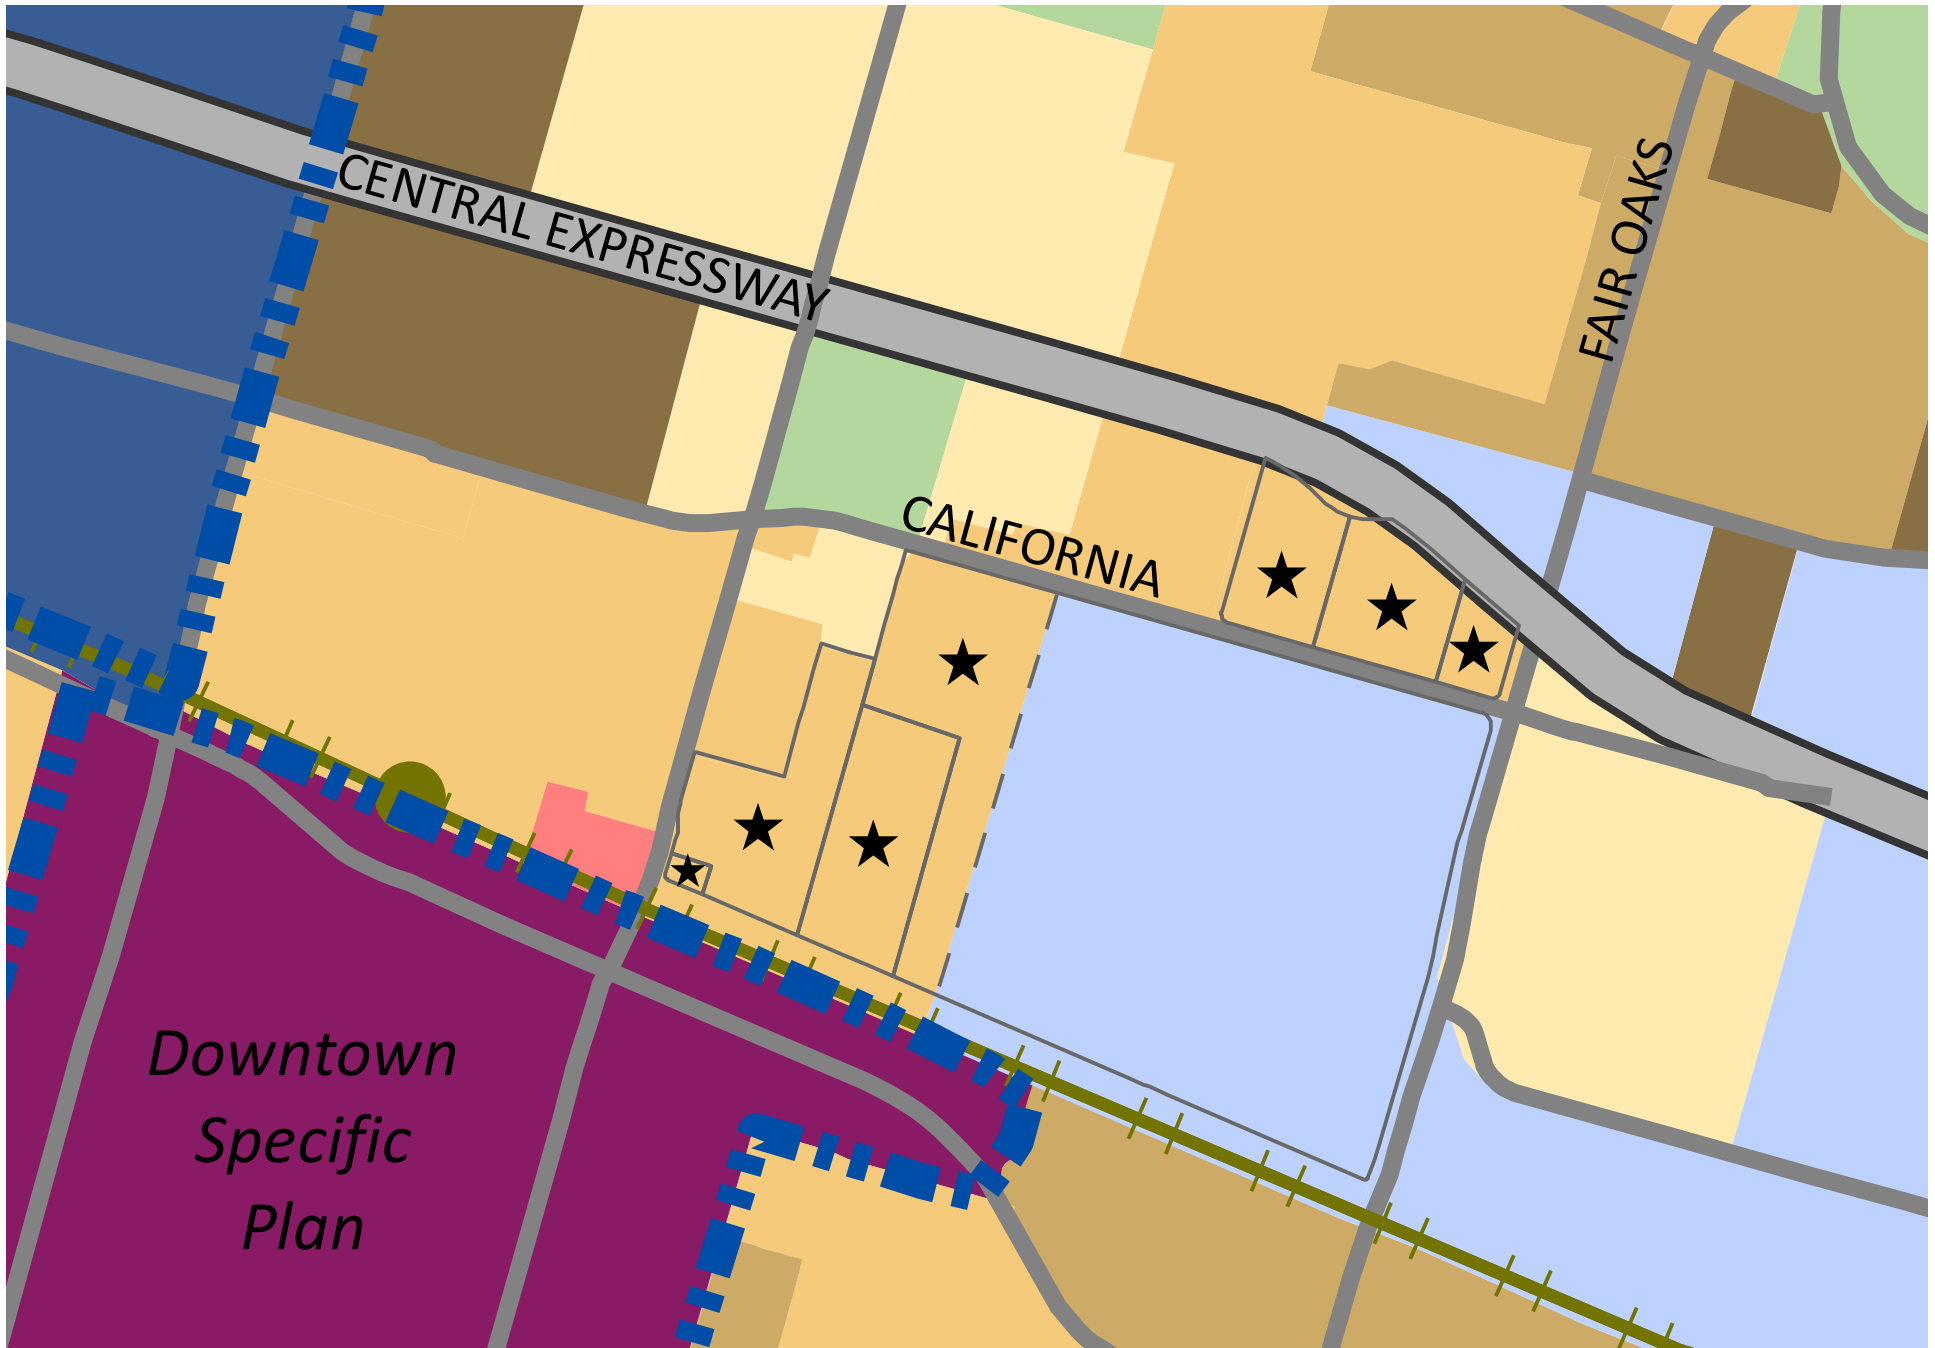 CENTRAL EXPRESSWAY
FAIR OAKS
CALIFORNIA
Downtown
Specific
Plan